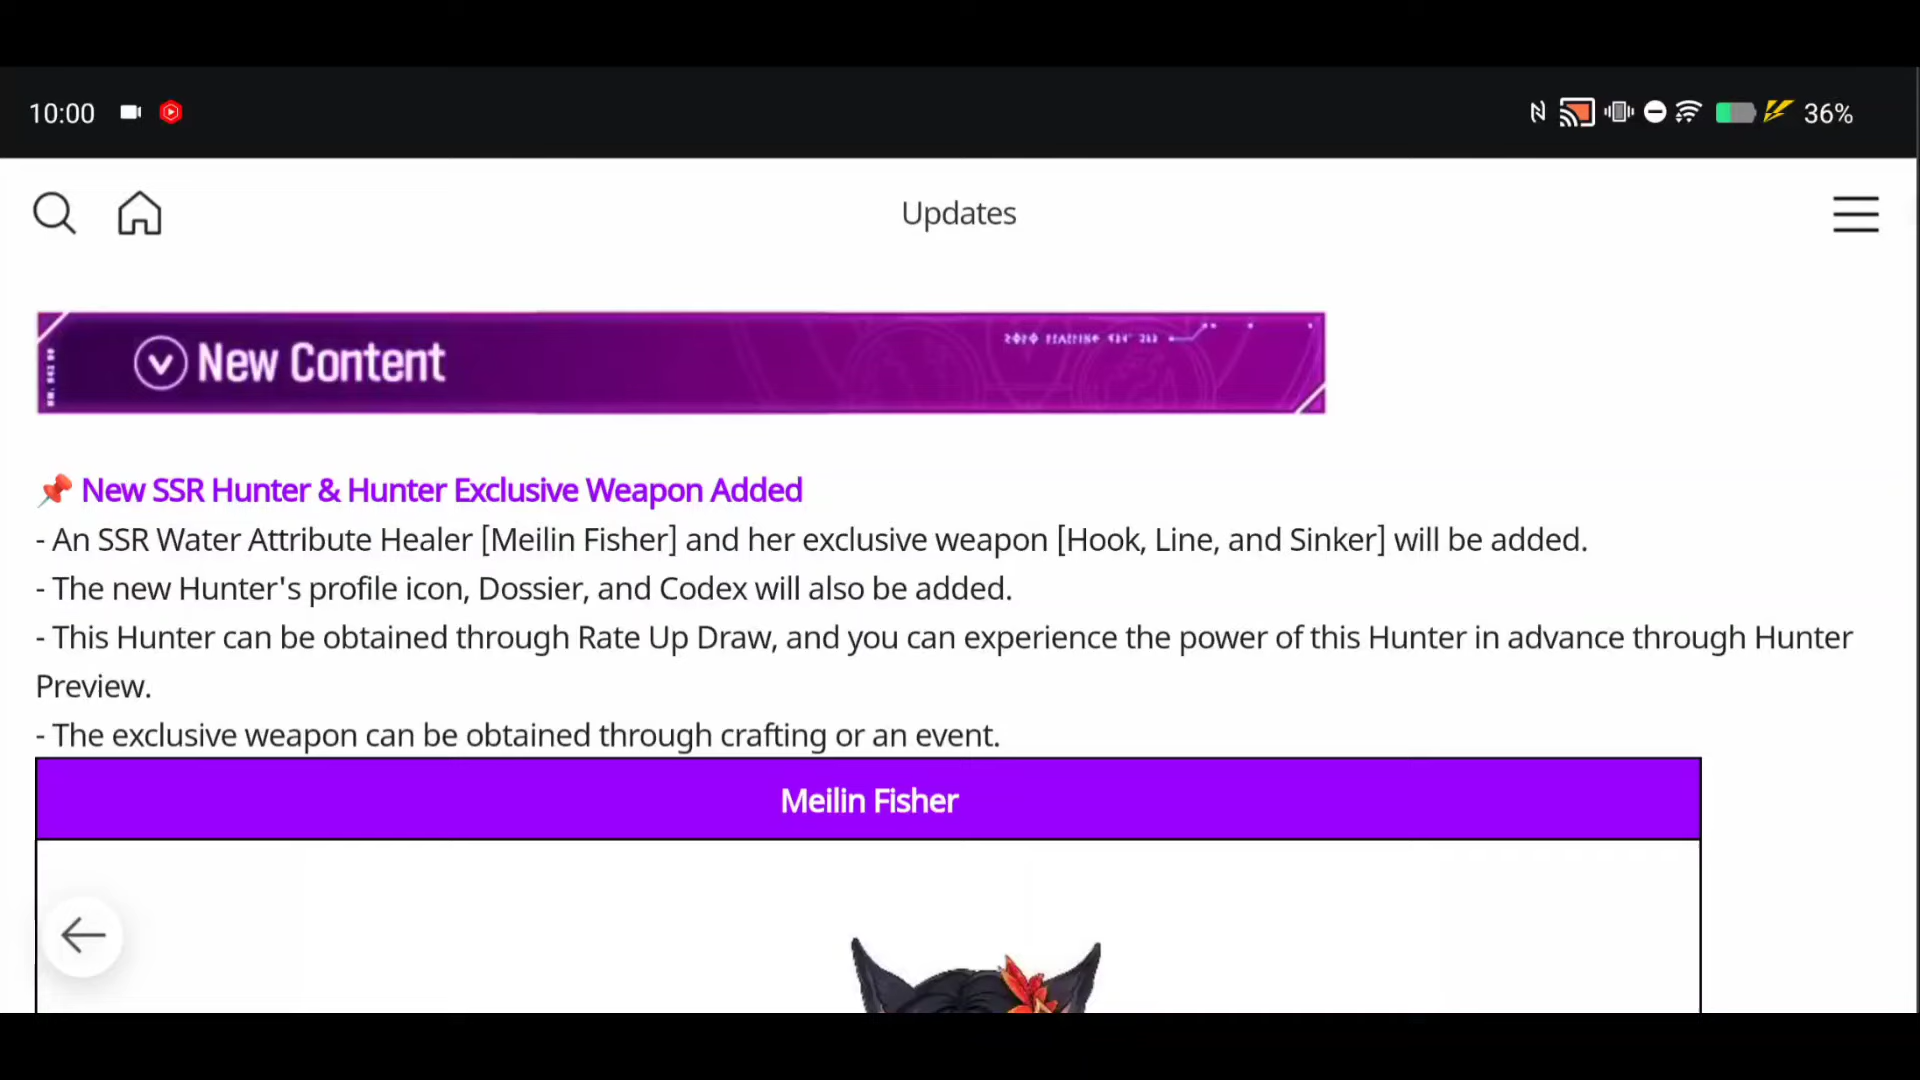 10:00
36%
Updates
New Content
📌 New SSR Hunter & Hunter Exclusive Weapon Added
- An SSR Water Attribute Healer [Meilin Fisher] and her exclusive weapon [Hook, Line, and Sinker] will be added.
- The new Hunter's profile icon, Dossier, and Codex will also be added.
- This Hunter can be obtained through Rate Up Draw, and you can experience the power of this Hunter in advance through Hunter
Preview.
- The exclusive weapon can be obtained through crafting or an event.
Meilin Fisher